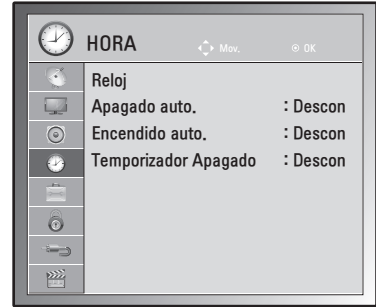 HORA Mov. OK
Reloj
Apagado auto. : Descon
Encendido auto. : Descon
Temporizador Apagado : Descon